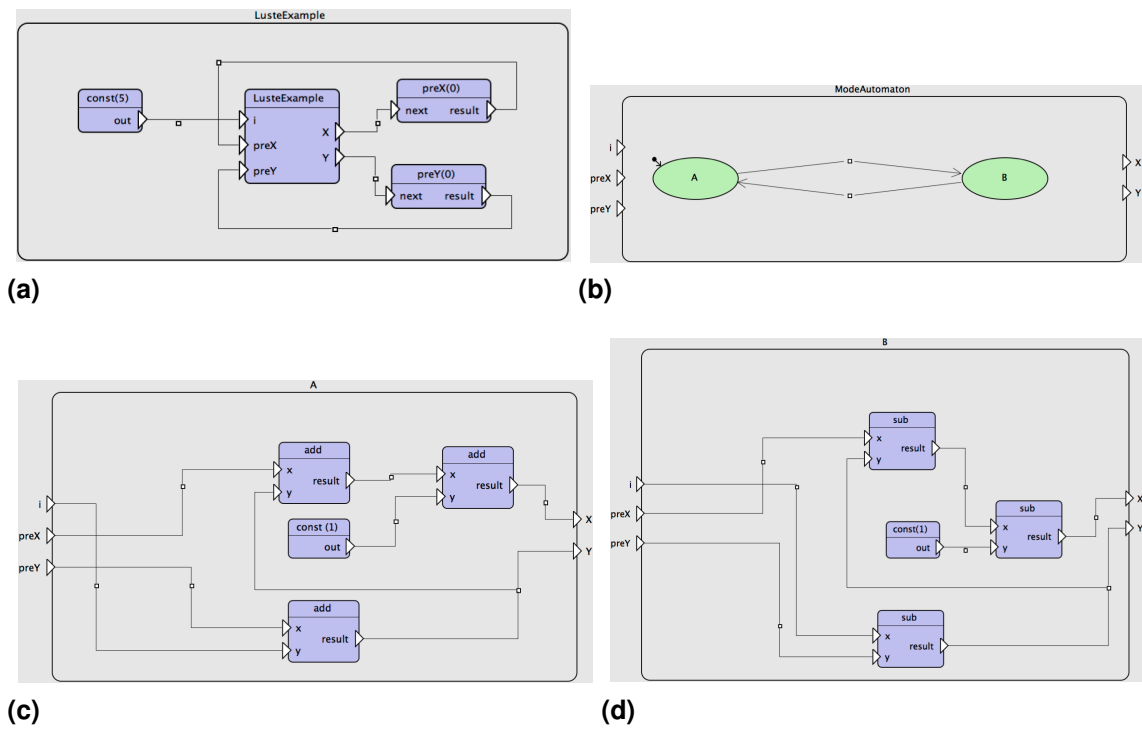 LusteExample
const(5)
out
LusteExample
i
preX
preY
X
Y
preX(0)
next result
preY(0)
next result
(a)
ModeAutomaton
i
preX
preY
A
B
X
Y
(b)
A
i
preX
preY
add
x
y
result
const (1)
out
add
x
y
result
add
x
y
result
X
Y
(c)
B
i
preX
preY
sub
x
y
result
const(1)
out
sub
x
y
result
sub
x
y
result
X
Y
(d)